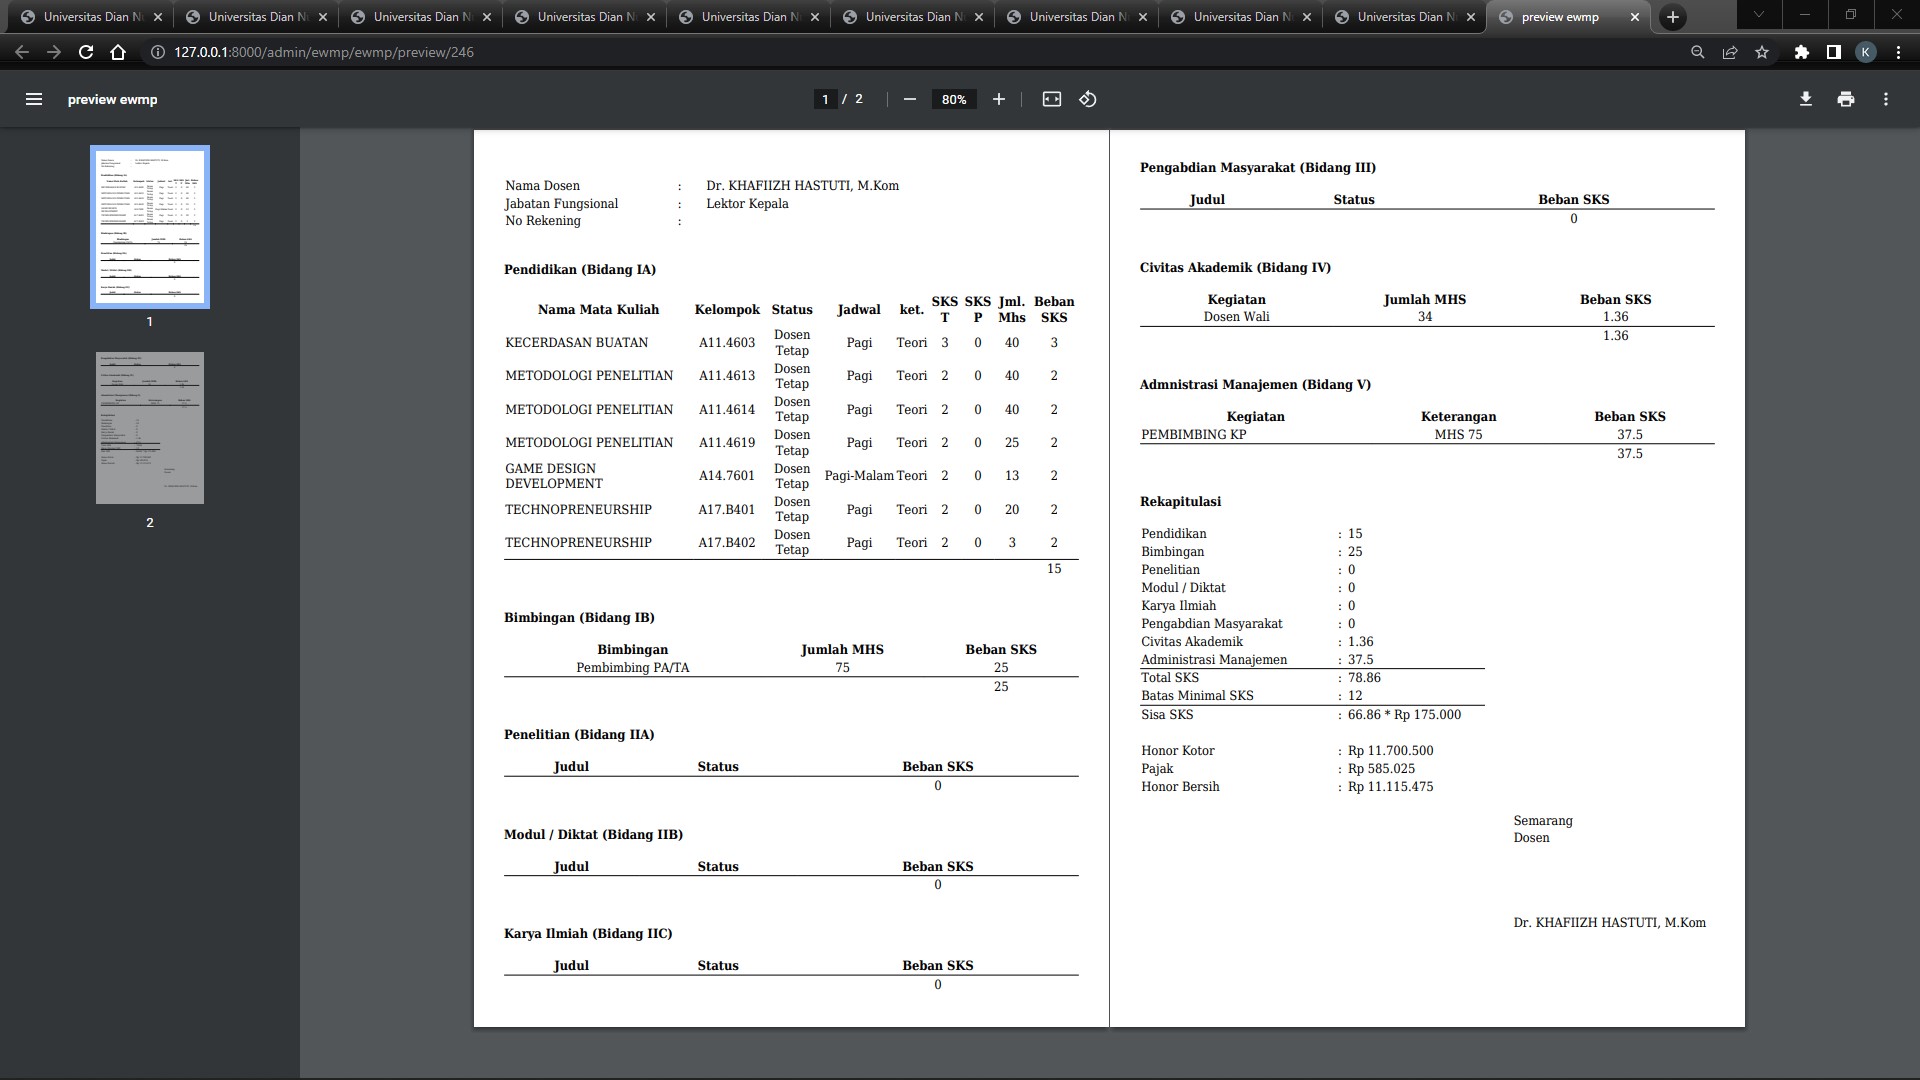 Universitas Dian N
Universitas Dian N
Universitas Dian N
Universitas Dian N
Universitas Dian N
Universitas Dian N
Universitas Dian N
Universitas Dian N
Universitas Dian N
preview ewmp
127.0.0.1:8000/admin/ewmp/ewmp/preview/246
K
preview ewmp
1 / 2
80%
1
2
Nama Dosen : Dr. KHAFIIZH HASTUTI, M.Kom
Jabatan Fungsional : Lektor Kepala
No Rekening :
Pendidikan (Bidang IA)
Nama Mata Kuliah Kelompok Status Jadwal ket. SKS T SKS P Jml. Mhs Beban SKS
KECERDASAN BUATAN A11.4603 Dosen Tetap Pagi Teori 3 0 40 3
METODOLOGI PENELITIAN A11.4613 Dosen Tetap Pagi Teori 2 0 40 2
METODOLOGI PENELITIAN A11.4614 Dosen Tetap Pagi Teori 2 0 40 2
METODOLOGI PENELITIAN A11.4619 Dosen Tetap Pagi Teori 2 0 25 2
GAME DESIGN DEVELOPMENT A14.7601 Dosen Tetap Pagi-Malam Teori 2 0 13 2
TECHNOPRENEURSHIP A17.B401 Dosen Tetap Pagi Teori 2 0 20 2
TECHNOPRENEURSHIP A17.B402 Dosen Tetap Pagi Teori 2 0 3 2
15
Bimbingan (Bidang IB)
Bimbingan Jumlah MHS Beban SKS
Pembimbing PA/TA 75 25
25
Penelitian (Bidang IIA)
Judul Status Beban SKS
0
Modul / Diktat (Bidang IIB)
Judul Status Beban SKS
0
Karya Ilmiah (Bidang IIC)
Judul Status Beban SKS
0
Pengabdian Masyarakat (Bidang III)
Judul Status Beban SKS
0
Civitas Akademik (Bidang IV)
Kegiatan Jumlah MHS Beban SKS
Dosen Wali 34 1.36
1.36
Admnistrasi Manajemen (Bidang V)
Kegiatan Keterangan Beban SKS
PEMBIMBING KP MHS 75 37.5
37.5
Rekapitulasi
Pendidikan : 15
Bimbingan : 25
Penelitian : 0
Modul / Diktat : 0
Karya Ilmiah : 0
Pengabdian Masyarakat : 0
Civitas Akademik : 1.36
Administrasi Manajemen : 37.5
Total SKS : 78.86
Batas Minimal SKS : 12
Sisa SKS : 66.86 * Rp 175.000
Honor Kotor : Rp 11.700.500
Pajak : Rp 585.025
Honor Bersih : Rp 11.115.475
Semarang
Dosen
Dr. KHAFIIZH HASTUTI, M.Kom